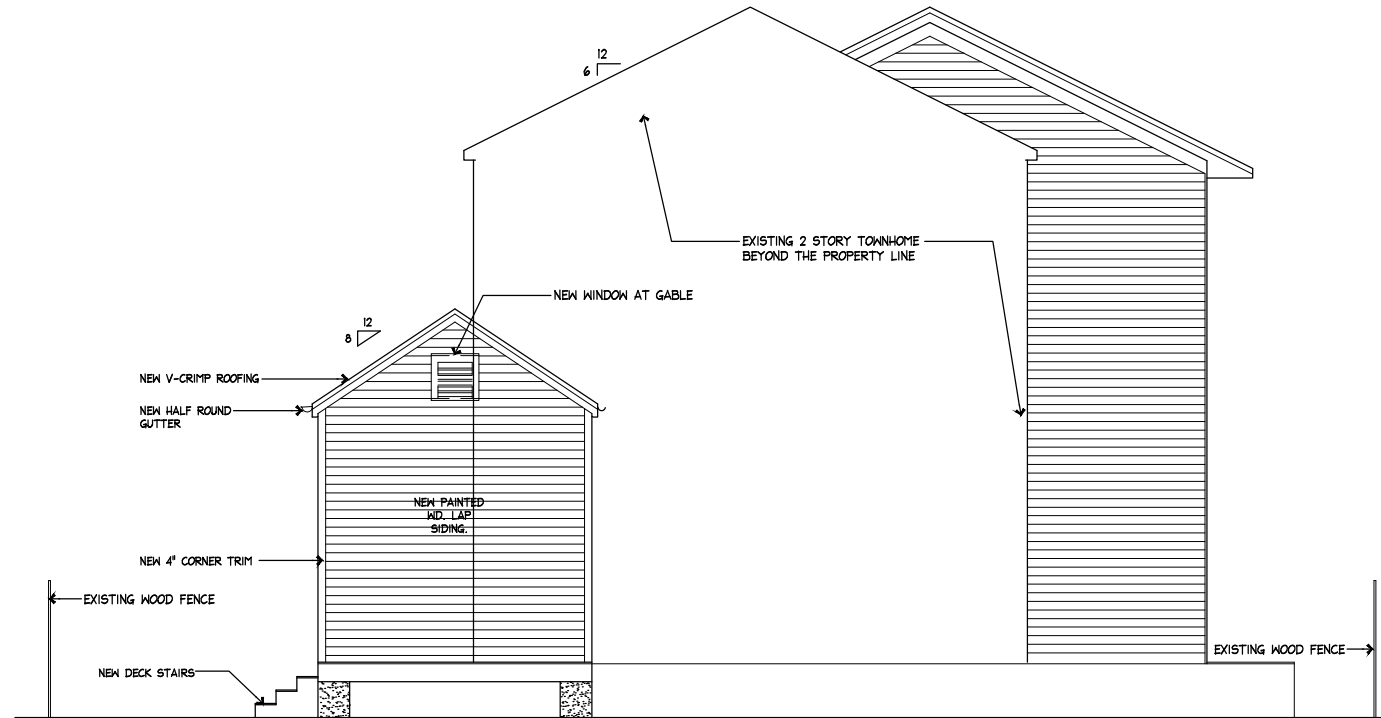 12
6
EXISTING 2 STORY TOWNHOME
BEYOND THE PROPERTY LINE
NEW WINDOW AT GABLE
12
8
NEW V-CRIMP ROOFING
NEW HALF ROUND
GUTTER
NEW PAINTED
WD. LAP
SIDING.
NEW 4" CORNER TRIM
EXISTING WOOD FENCE
EXISTING WOOD FENCE
NEW DECK STAIRS